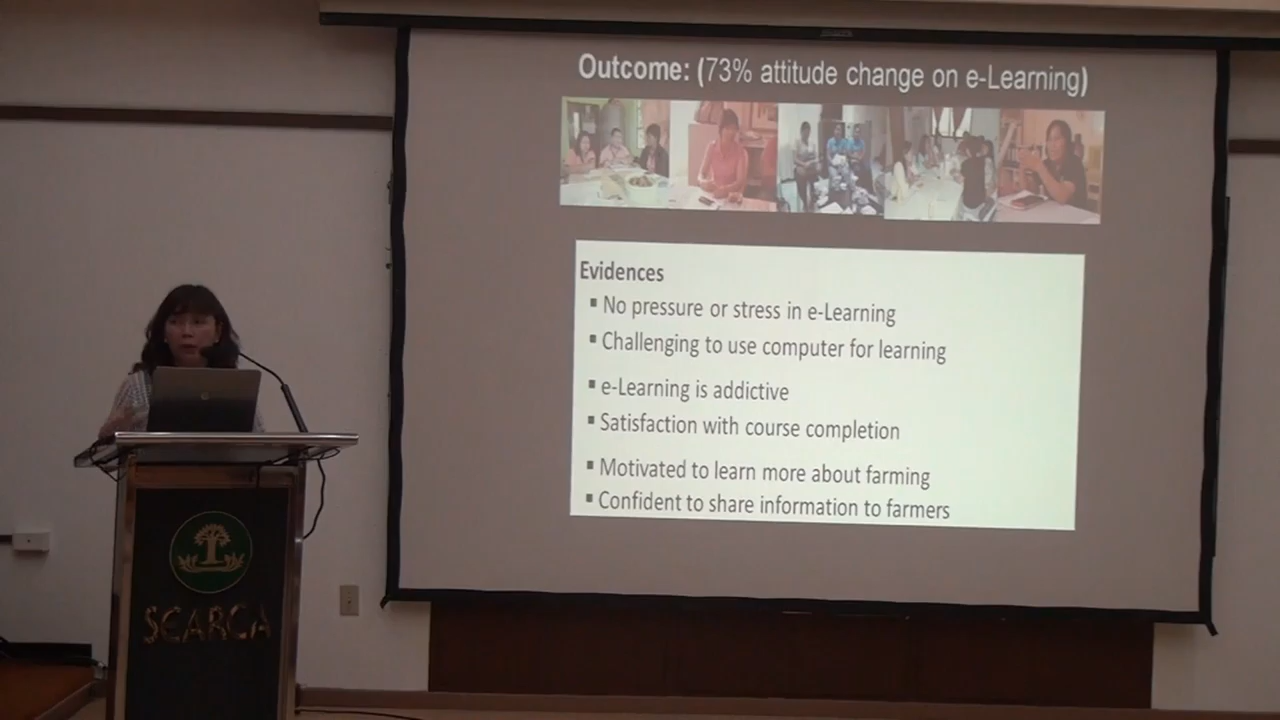 Outcome: (73% attitude change on e-Learning)
Evidences
▪ No pressure or stress in e-Learning
▪ Challenging to use computer for learning
▪ e-Learning is addictive
▪ Satisfaction with course completion
▪ Motivated to learn more about farming
▪ Confident to share information to farmers
SEARCA